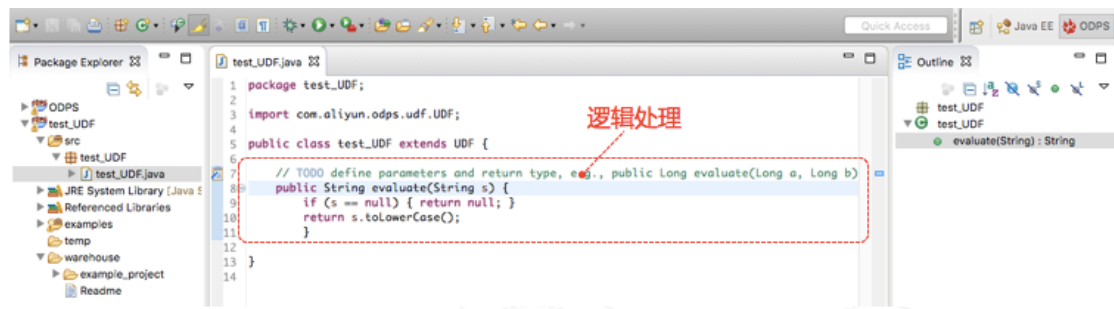 Quick Access
Java EE
ODPS
Package Explorer
ODPS
test_UDF
src
test_UDF
test_UDF.java
JRE System Library [Java S
Referenced Libraries
examples
temp
warehouse
example_project
Readme
test_UDF.java
1 package test_UDF;
2
3 import com.aliyun.odps.udf.UDF;
4
5 public class test_UDF extends UDF {
6
7 // TODO define parameters and return type, e.g., public Long evaluate(Long a, Long b)
8 public String evaluate(String s) {
9 if (s == null) { return null; }
10 return s.toLowerCase();
11 }
12
13 }
14
逻辑处理
Outline
test_UDF
test_UDF
evaluate(String) : String